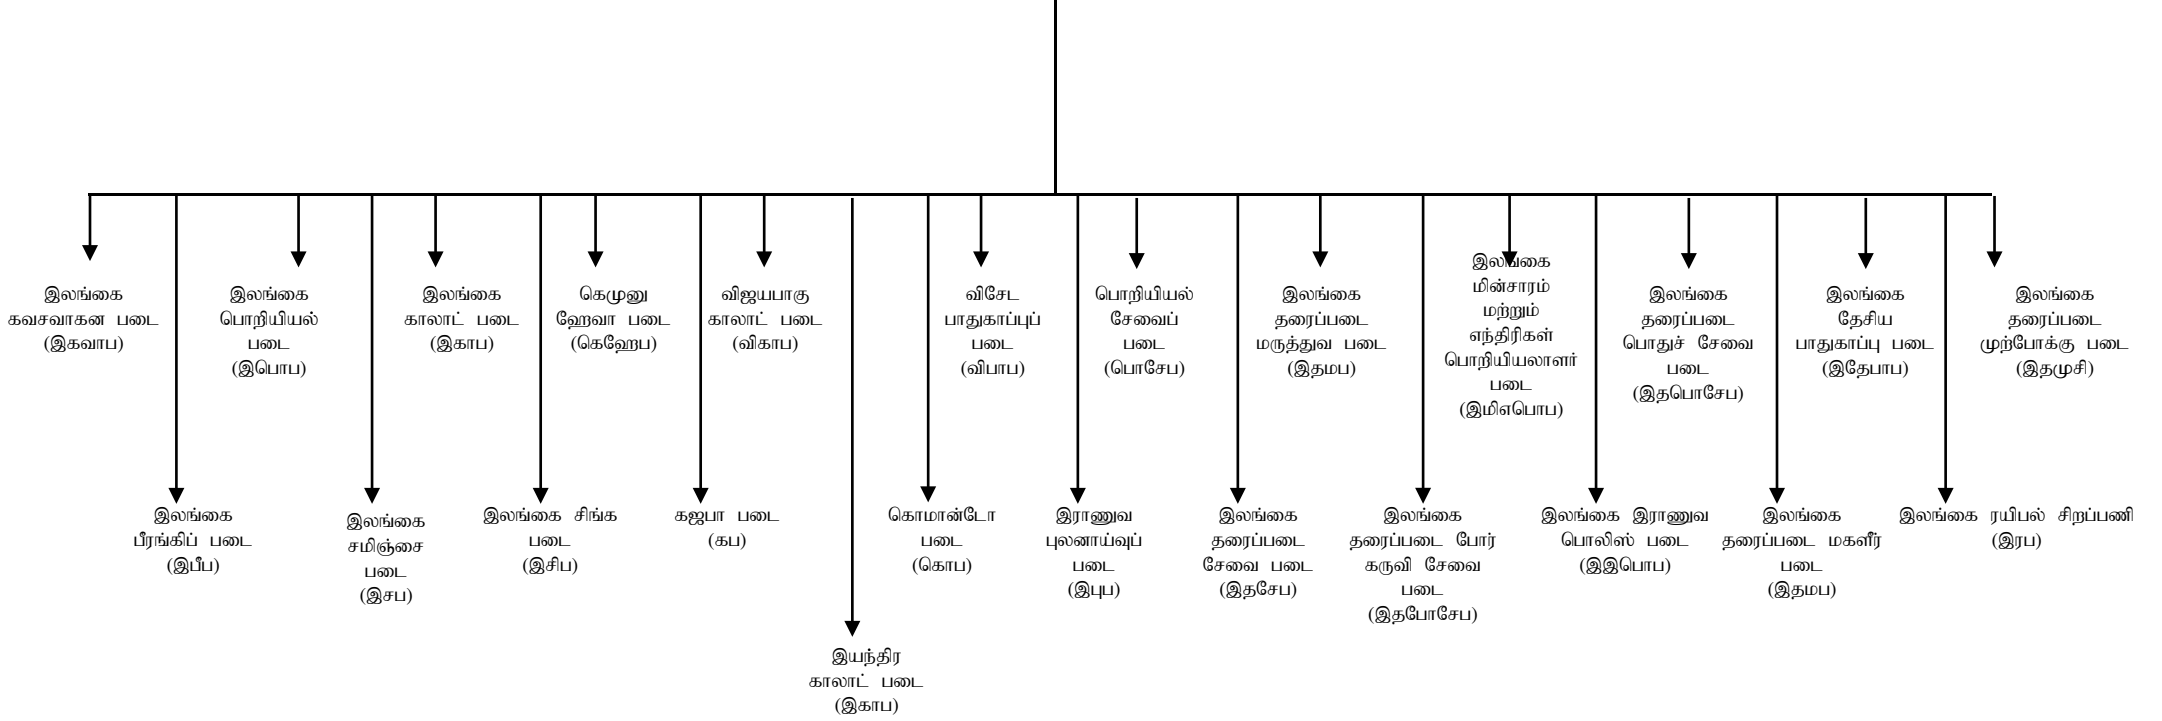 இலங்கை
கவசவாகன படை
(இகவாப)
இலங்கை
பொறியியல்
படை
(இபொப)
இலங்கை
காலாட் படை
(இகாப)
கெமுனு
ஹேவா படை
(கெஹேப)
விஜயபாகு
காலாட் படை
(விகாப)
விசேட
பாதுகாப்புப்
படை
(விபாப)
பொறியியல்
சேவைப்
படை
(பொசேப)
இலங்கை
தரைப்படை
மருத்துவ படை
(இதமப)
இலங்கை
மின்சாரம்
மற்றும்
எந்திரிகள்
பொறியியலாளர்
படை
(இமிஎபொப)
இலங்கை
தரைப்படை
பொதுச் சேவை
படை
(இதபொசேப)
இலங்கை
தேசிய
பாதுகாப்பு படை
(இதேபாப)
இலங்கை
தரைப்படை
முற்போக்கு படை
(இதமுசி)
இலங்கை
பீரங்கிப் படை
(இபீப)
இலங்கை
சமிஞ்சை
படை
(இசப)
இலங்கை சிங்க
படை
(இசிப)
கஜபா படை
(கப)
கொமான்டோ
படை
(கொப)
இராணுவ
புலனாய்வுப்
படை
(இபுப)
இலங்கை
தரைப்படை
சேவை படை
(இதசேப)
இலங்கை
தரைப்படை போர்
கருவி சேவை
படை
(இதபோசேப)
இலங்கை இராணுவ
பொலிஸ் படை
(இஇபொப)
இலங்கை
தரைப்படை மகளீர்
படை
(இதமப)
இலங்கை ரயிபல் சிறப்பணி
(இரப)
இயந்திர
காலாட் படை
(இகாப)